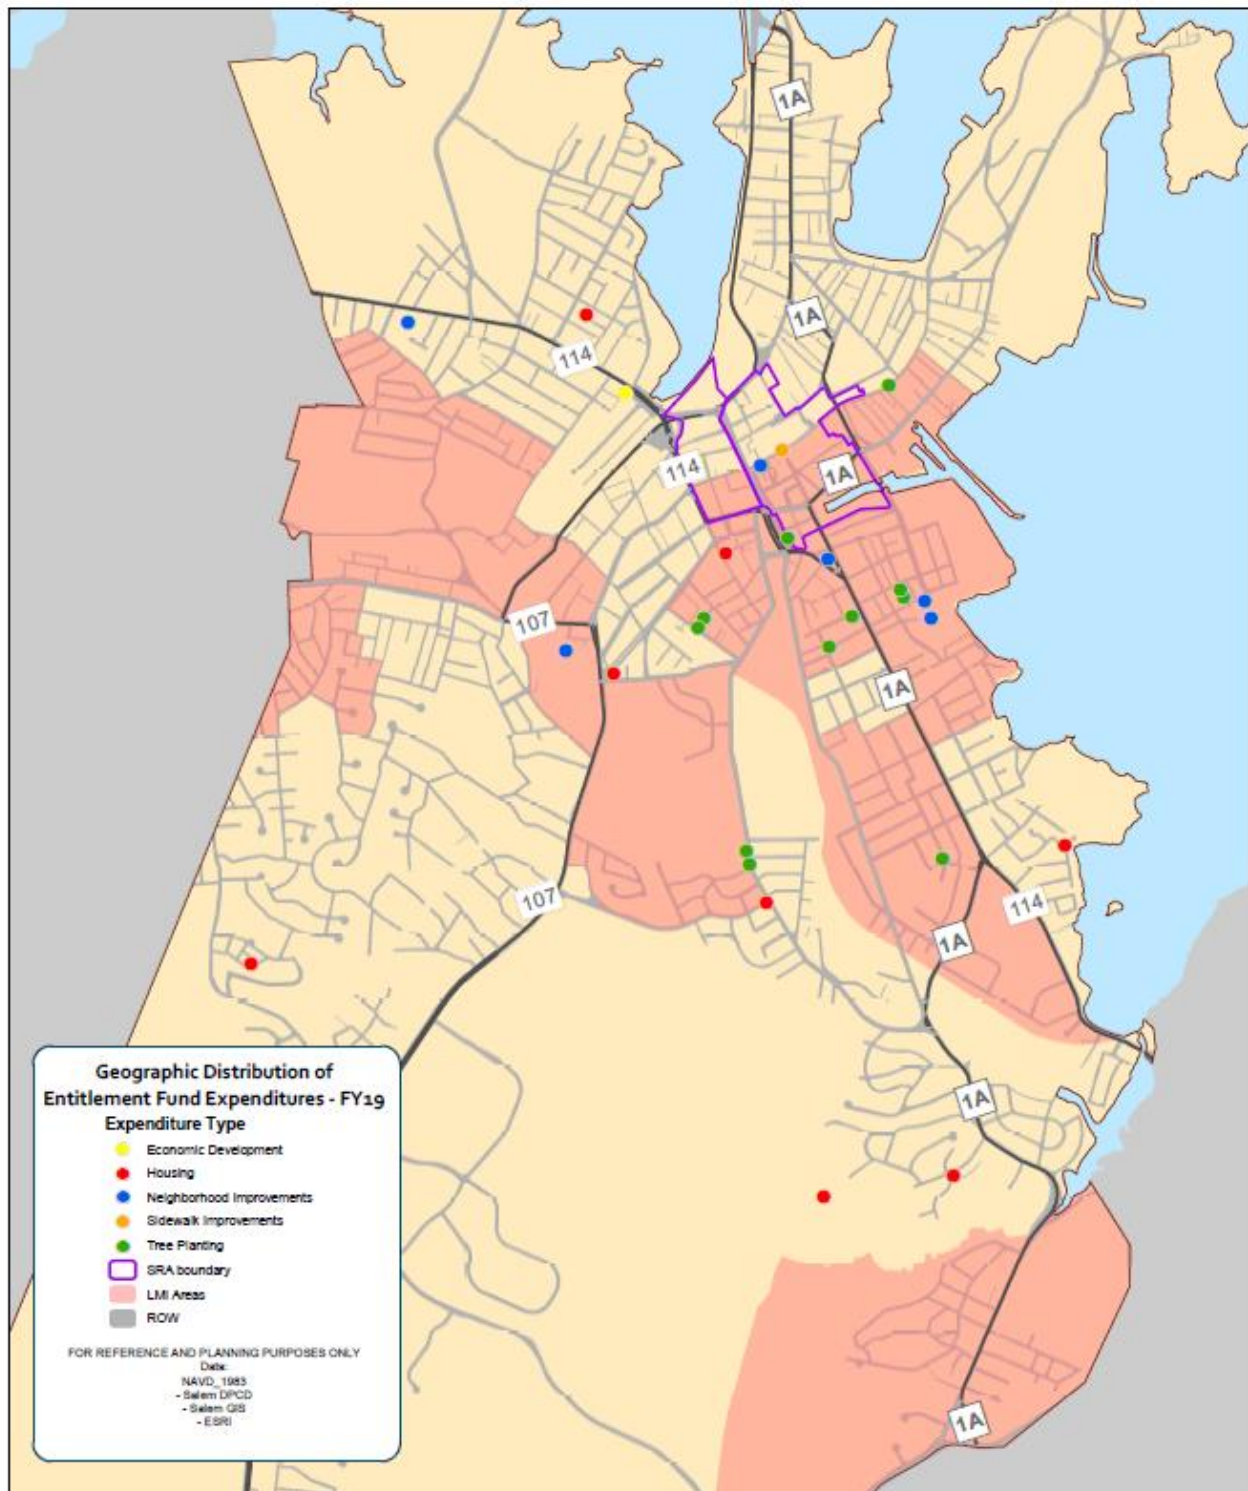 1A
1A
114
114
1A
107
1A
107
114
1A
1A
1A
Geographic Distribution of
Entitlement Fund Expenditures - FY19
Expenditure Type
Economic Development
Housing
Neighborhood Improvements
Sidewalk Improvements
Tree Planting
SRA boundary
LMI Areas
ROW
FOR REFERENCE AND PLANNING PURPOSES ONLY
Date:
NAVD_1983
- Salem DPCD
- Salem GIS
- ESRI